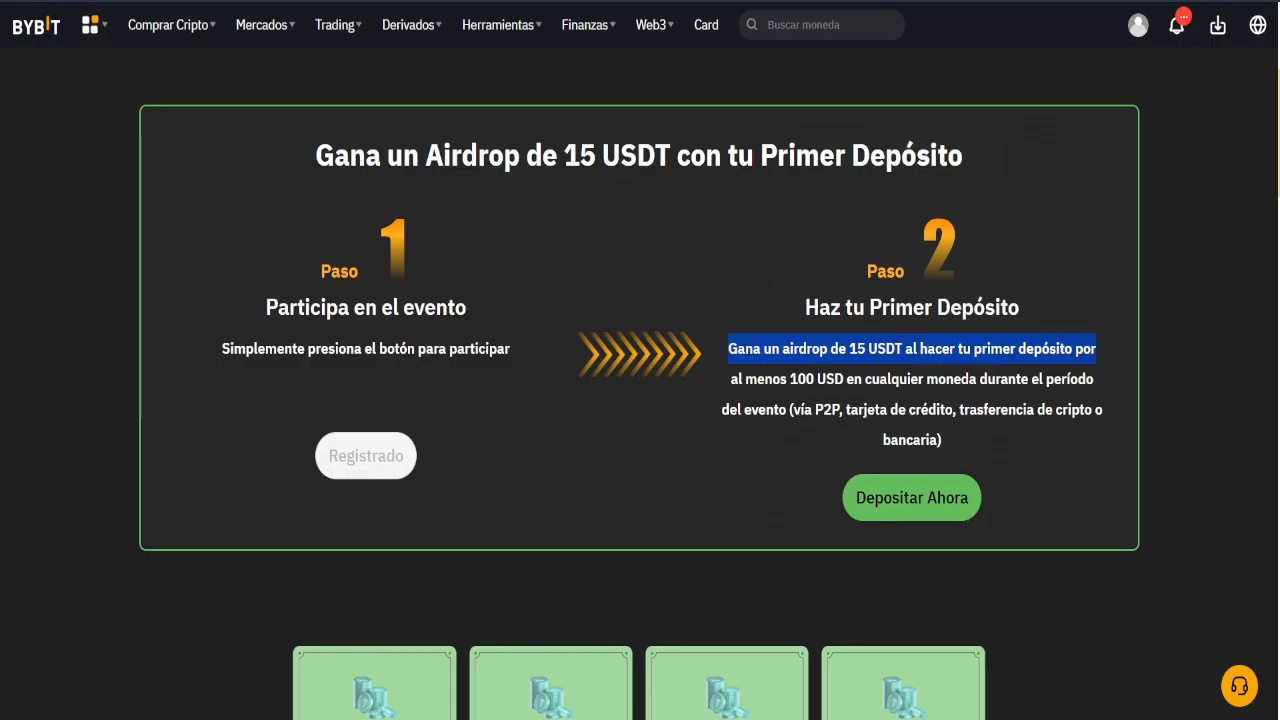 BYBIT
Comprar Cripto
Mercados
Trading
Derivados
Herramientas
Finanzas
Web3
Card
Buscar moneda
Gana un Airdrop de 15 USDT con tu Primer Depósito
Paso 1
Participa en el evento
Simplemente presiona el botón para participar
Registrado
Paso 2
Haz tu Primer Depósito
Gana un airdrop de 15 USDT al hacer tu primer depósito por
al menos 100 USD en cualquier moneda durante el período
del evento (vía P2P, tarjeta de crédito, trasferencia de cripto o
bancaria)
Depositar Ahora